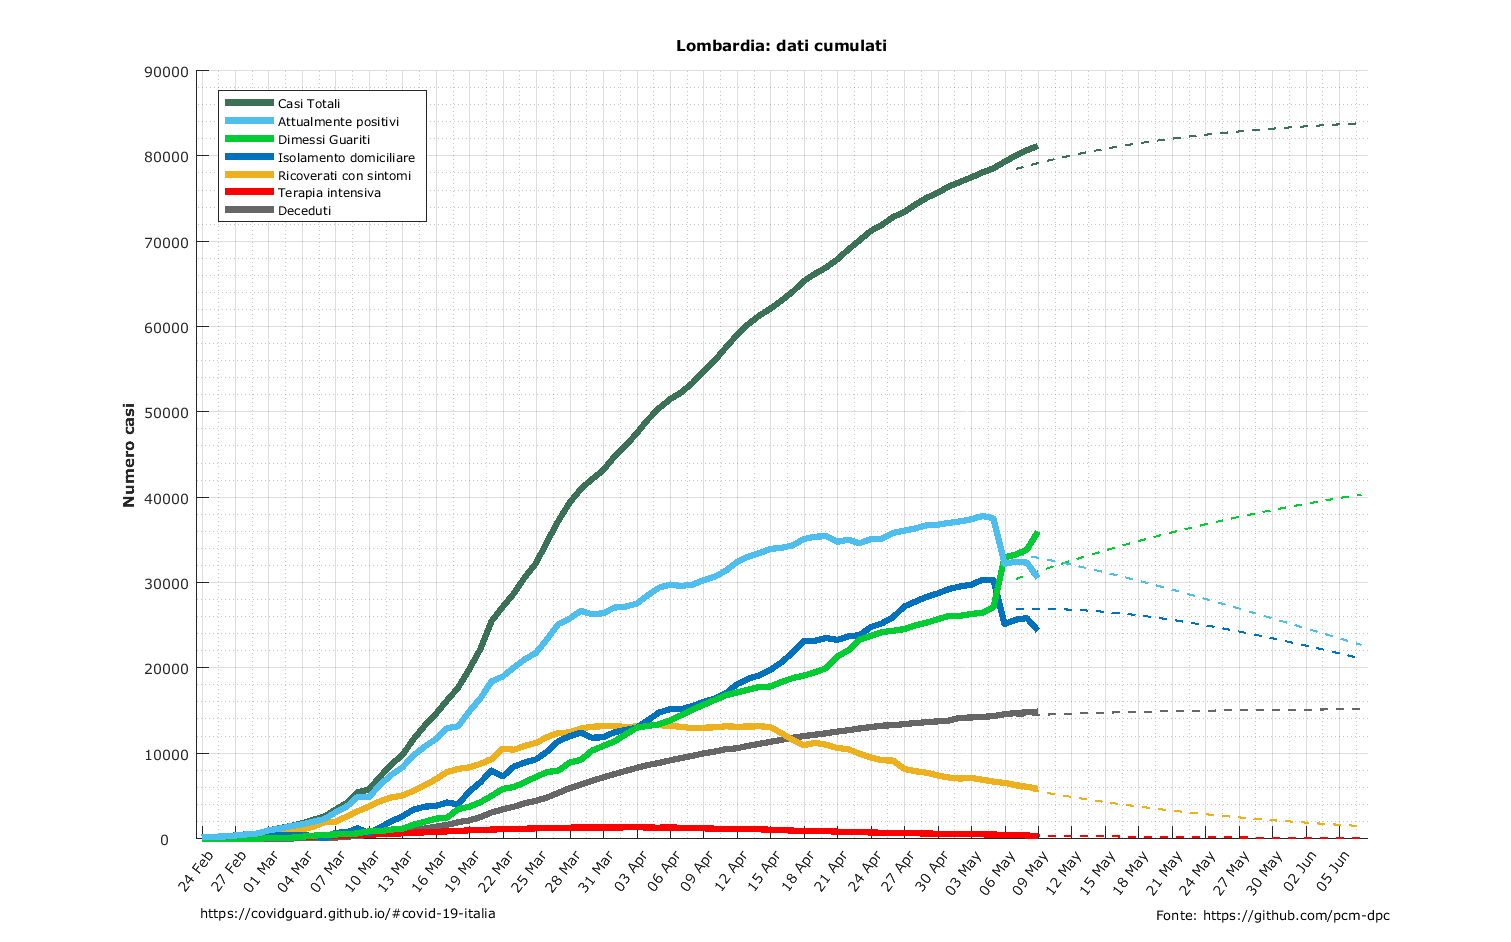 Lombardia: dati cumulati
90000
80000
70000
60000
50000
40000
30000
20000
10000
0
Numero casi
Casi Totali
Attualmente positivi
Dimessi Guariti
Isolamento domiciliare
Ricoverati con sintomi
Terapia intensiva
Deceduti
24 Feb
27 Feb
01 Mar
04 Mar
07 Mar
10 Mar
13 Mar
16 Mar
19 Mar
22 Mar
25 Mar
28 Mar
31 Mar
03 Apr
06 Apr
09 Apr
12 Apr
15 Apr
18 Apr
21 Apr
24 Apr
27 Apr
30 Apr
03 May
06 May
09 May
12 May
15 May
18 May
21 May
24 May
27 May
30 May
02 Jun
05 Jun
https://covidguard.github.io/#covid-19-italia
Fonte: https://github.com/pcm-dpc